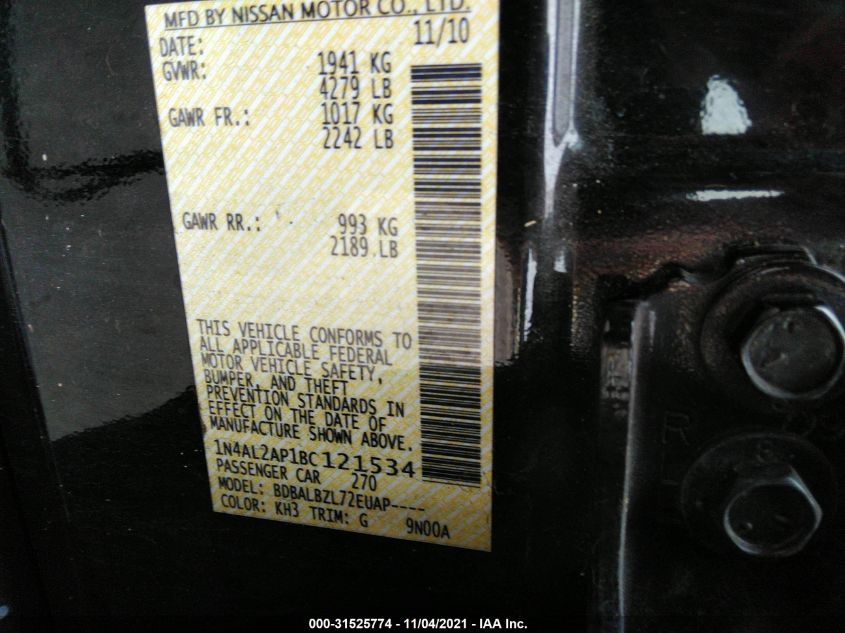 MFD BY NISSAN MOTOR CO., LTD.
DATE: 11/10
GVWR: 1941 KG
4279 LB
GAWR FR.: 1017 KG
2242 LB
GAWR RR.: 993 KG
2189 LB
THIS VEHICLE CONFORMS TO
ALL APPLICABLE FEDERAL
MOTOR VEHICLE SAFETY,
BUMPER, AND THEFT
PREVENTION STANDARDS IN
EFFECT ON THE DATE OF
MANUFACTURE SHOWN ABOVE.
1N4AL2AP1BC121534
PASSENGER CAR 270
MODEL: BDBALBZL72EUAP----
COLOR: KH3 TRIM: G 9N00A
R
000-31525774 - 11/04/2021 - IAA Inc.